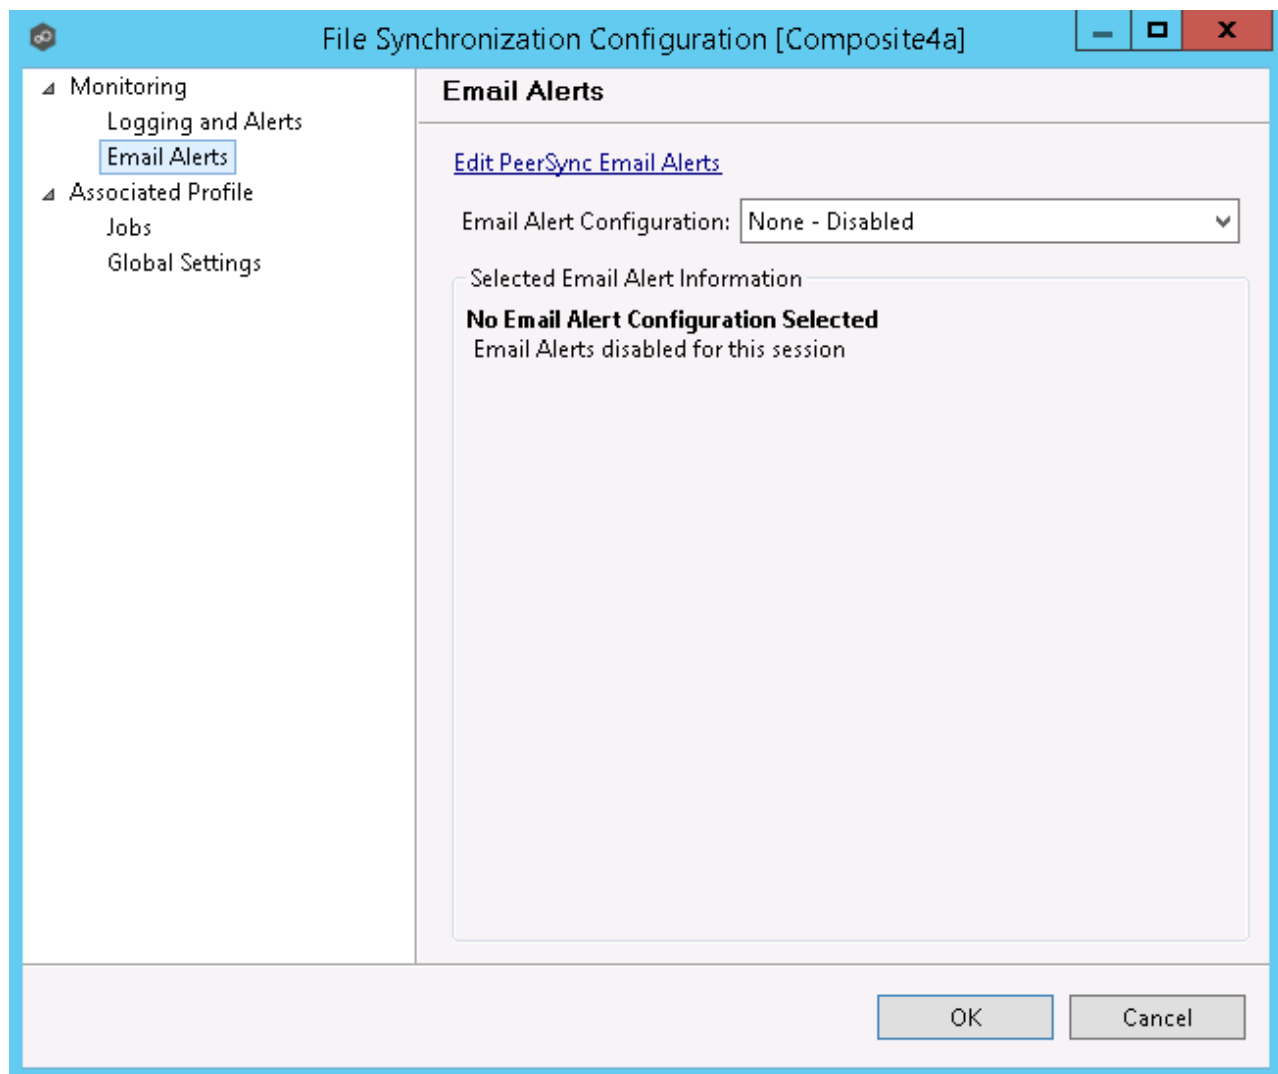 File Synchronization Configuration [Composite4a]
Monitoring
Logging and Alerts
Email Alerts
Associated Profile
Jobs
Global Settings
Email Alerts
Edit PeerSync Email Alerts
Email Alert Configuration: None - Disabled
Selected Email Alert Information
No Email Alert Configuration Selected
Email Alerts disabled for this session
OK Cancel